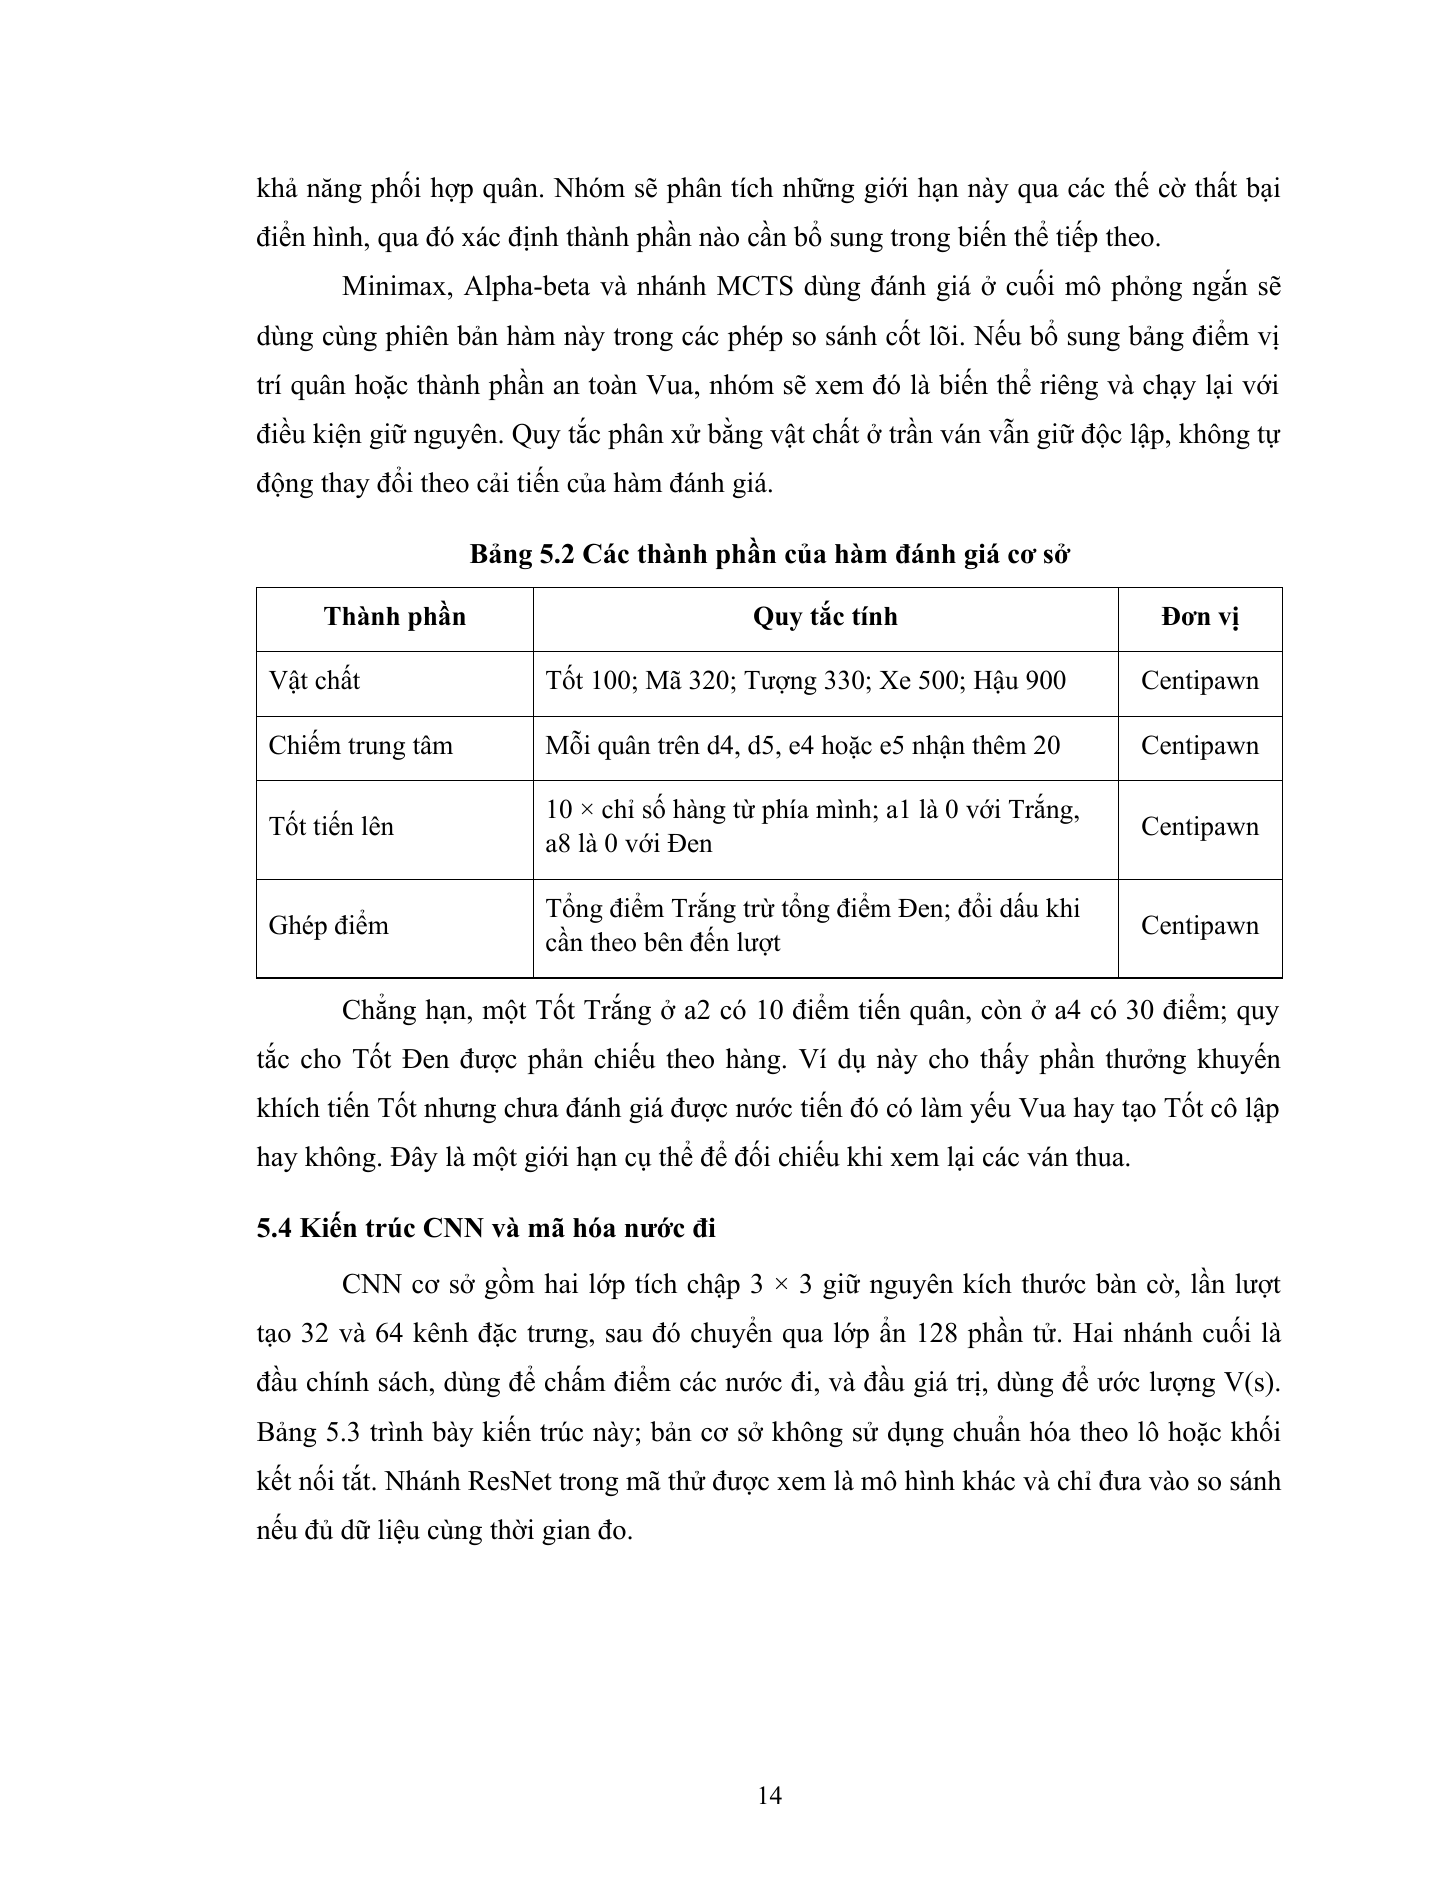 khả năng phối hợp quân. Nhóm sẽ phân tích những giới hạn này qua các thế cờ thất bại
điển hình, qua đó xác định thành phần nào cần bổ sung trong biến thể tiếp theo.
Minimax, Alpha-beta và nhánh MCTS dùng đánh giá ở cuối mô phỏng ngắn sẽ
dùng cùng phiên bản hàm này trong các phép so sánh cốt lõi. Nếu bổ sung bảng điểm vị
trí quân hoặc thành phần an toàn Vua, nhóm sẽ xem đó là biến thể riêng và chạy lại với
điều kiện giữ nguyên. Quy tắc phân xử bằng vật chất ở trần ván vẫn giữ độc lập, không tự
động thay đổi theo cải tiến của hàm đánh giá.
Bảng 5.2 Các thành phần của hàm đánh giá cơ sở
Thành phần Quy tắc tính Đơn vị
Vật chất Tốt 100; Mã 320; Tượng 330; Xe 500; Hậu 900 Centipawn
Chiếm trung tâm Mỗi quân trên d4, d5, e4 hoặc e5 nhận thêm 20 Centipawn
Tốt tiến lên 10 × chỉ số hàng từ phía mình; a1 là 0 với Trắng,
a8 là 0 với Đen Centipawn
Ghép điểm Tổng điểm Trắng trừ tổng điểm Đen; đổi dấu khi
cần theo bên đến lượt Centipawn
Chẳng hạn, một Tốt Trắng ở a2 có 10 điểm tiến quân, còn ở a4 có 30 điểm; quy
tắc cho Tốt Đen được phản chiếu theo hàng. Ví dụ này cho thấy phần thưởng khuyến
khích tiến Tốt nhưng chưa đánh giá được nước tiến đó có làm yếu Vua hay tạo Tốt cô lập
hay không. Đây là một giới hạn cụ thể để đối chiếu khi xem lại các ván thua.
5.4 Kiến trúc CNN và mã hóa nước đi
CNN cơ sở gồm hai lớp tích chập 3 × 3 giữ nguyên kích thước bàn cờ, lần lượt
tạo 32 và 64 kênh đặc trưng, sau đó chuyển qua lớp ẩn 128 phần tử. Hai nhánh cuối là
đầu chính sách, dùng để chấm điểm các nước đi, và đầu giá trị, dùng để ước lượng V(s).
Bảng 5.3 trình bày kiến trúc này; bản cơ sở không sử dụng chuẩn hóa theo lô hoặc khối
kết nối tắt. Nhánh ResNet trong mã thử được xem là mô hình khác và chỉ đưa vào so sánh
nếu đủ dữ liệu cùng thời gian đo.
14